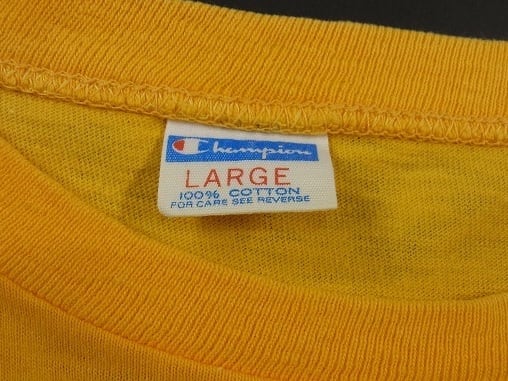 Champion
LARGE
100% COTTON
FOR CARE SEE REVERSE